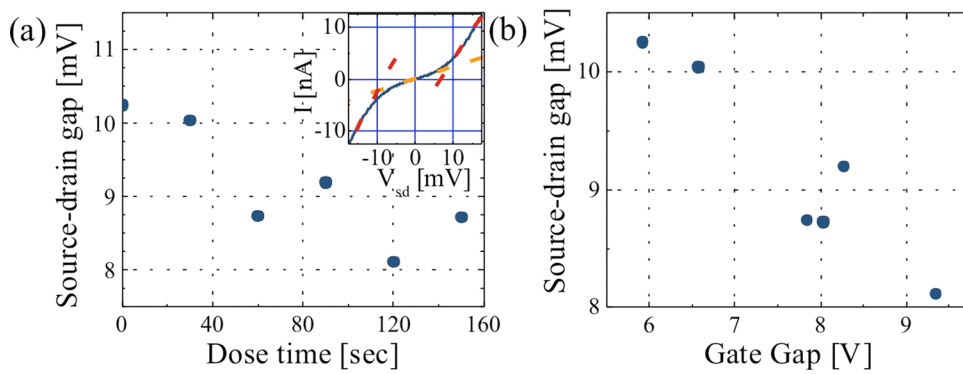 (a)
Source-drain gap [mV]
11
10
9
8
0
40
80
120
160
Dose time [sec]
I [nA]
10
0
-10
-10
0
10
V sd [mV]
(b)
Source-drain gap [mV]
10
9
8
6
7
8
9
Gate Gap [V]